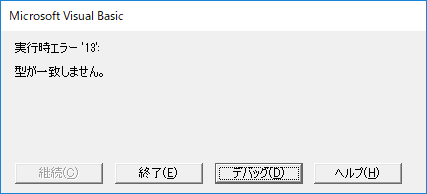 Microsoft Visual Basic
実行時エラー '13':
型が一致しません。
継続(C) 終了(E) デバッグ(D) ヘルプ(H)